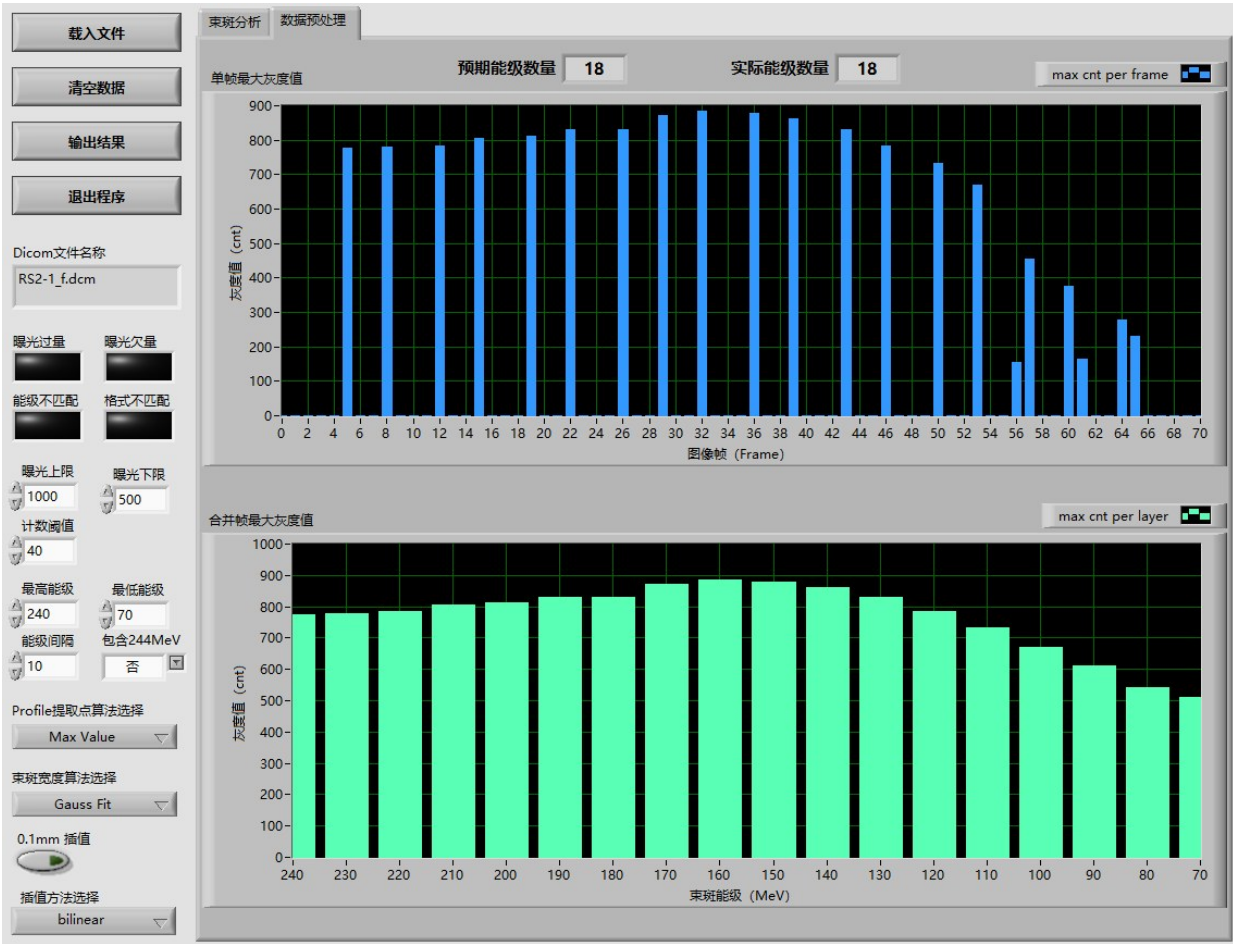 载入文件
清空数据
输出结果
退出程序
Dicom文件名称
RS2-1_f.dcm
曝光过量 曝光欠量
能级不匹配 格式不匹配
曝光上限 曝光下限
1000 500
计数阈值
40
最高能级 最低能级
240 70
能级间隔 包含244MeV
10 否
Profile提取点算法选择
Max Value
束斑宽度算法选择
Gauss Fit
0.1mm 插值
插值方法选择
bilinear
束斑分析 数据预处理
单帧最大灰度值 预期能级数量 18 实际能级数量 18 max cnt per frame
900
800
700
600
500
400
300
200
100
0
灰度值 (cnt)
0 2 4 6 8 10 12 14 16 18 20 22 24 26 28 30 32 34 36 38 40 42 44 46 48 50 52 54 56 58 60 62 64 66 68 70
图像帧 (Frame)
合并帧最大灰度值 max cnt per layer
1000
900
800
700
600
500
400
300
200
100
0
灰度值 (cnt)
240 230 220 210 200 190 180 170 160 150 140 130 120 110 100 90 80 70
束斑能级 (MeV)